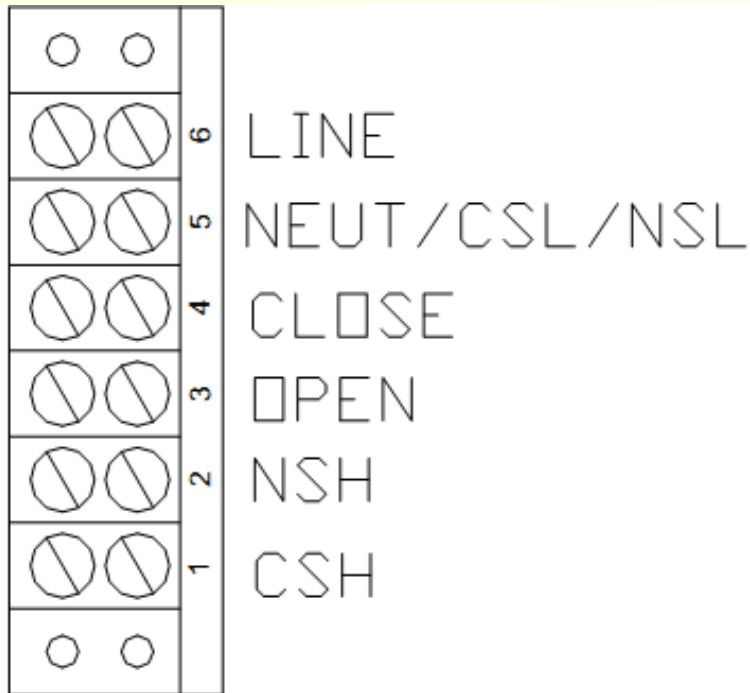 6 LINE
5 NEUT/CSL/NSL
4 CLOSE
3 OPEN
2 NSH
1 CSH